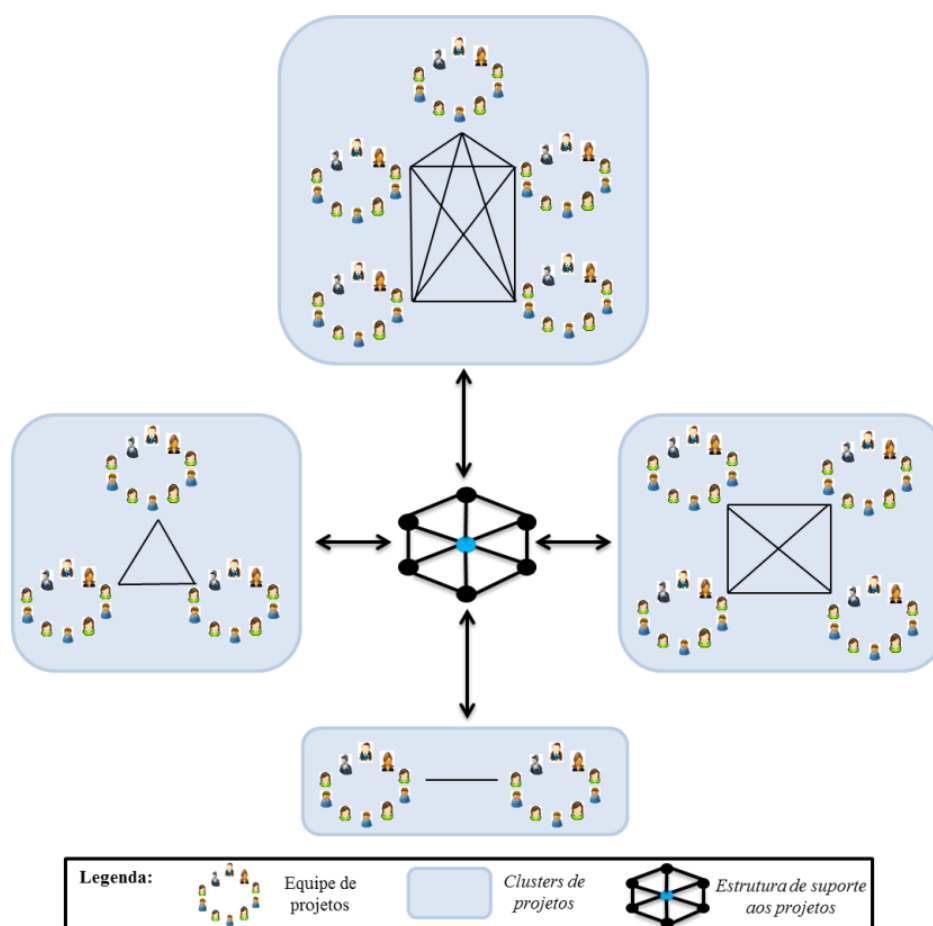 Legenda:
Equipe de
projetos
Clusters de
projetos
Estrutura de suporte
aos projetos